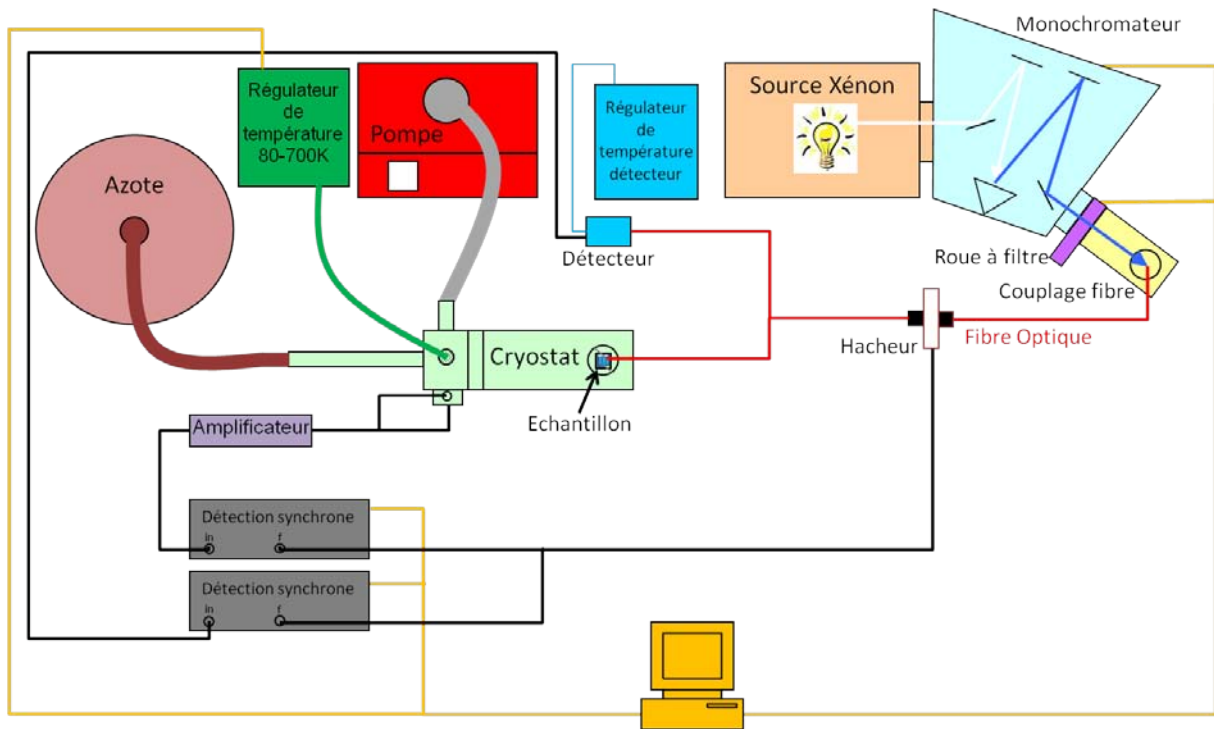 Monochromateur
Régulateur
de
température
80-700K
Pompe
Régulateur
de
température
détecteur
Source Xénon
Azote
Détecteur
Roue à filtre
Couplage fibre
Hacheur
Fibre Optique
Cryostat
Echantillon
Amplificateur
Détection synchrone
in f
Détection synchrone
in f